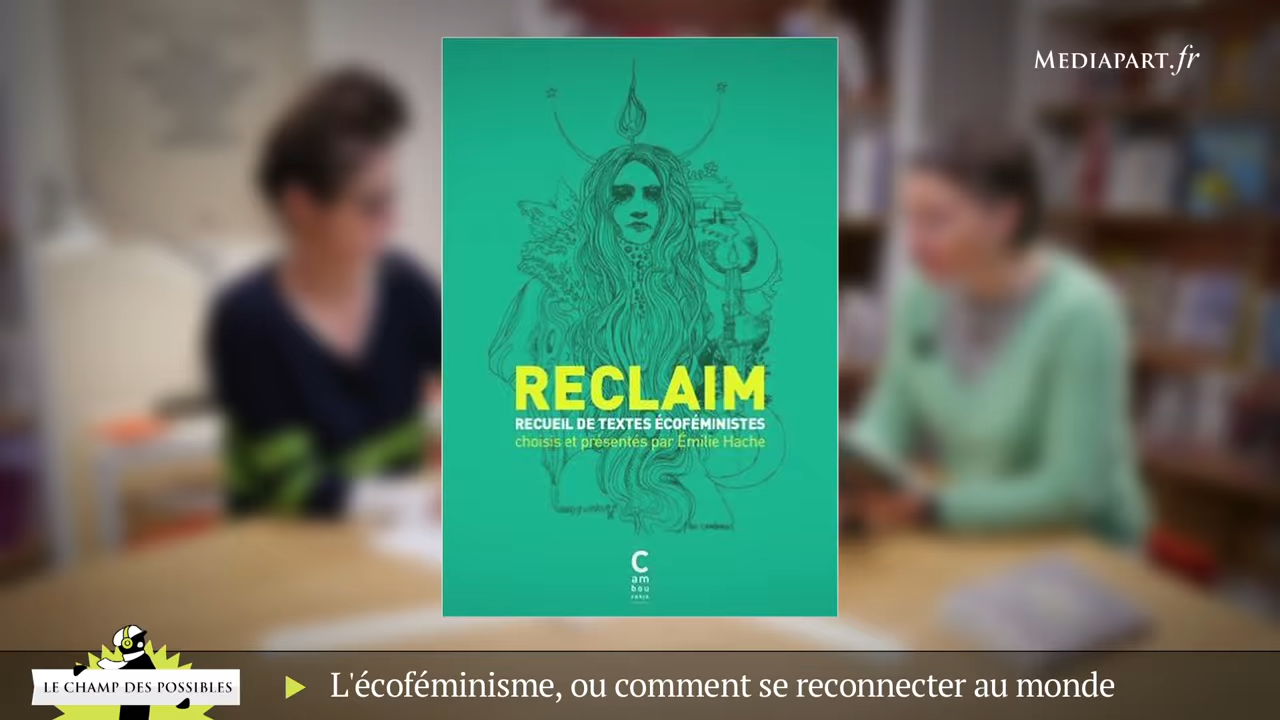 MEDIAPART.fr
RECLAIM
RECUEIL DE TEXTES ÉCOFÉMINISTES
choisis et présentés par Émilie Hache
C
am
bou
rakis
LE CHAMP DES POSSIBLES
L'écoféminisme, ou comment se reconnecter au monde